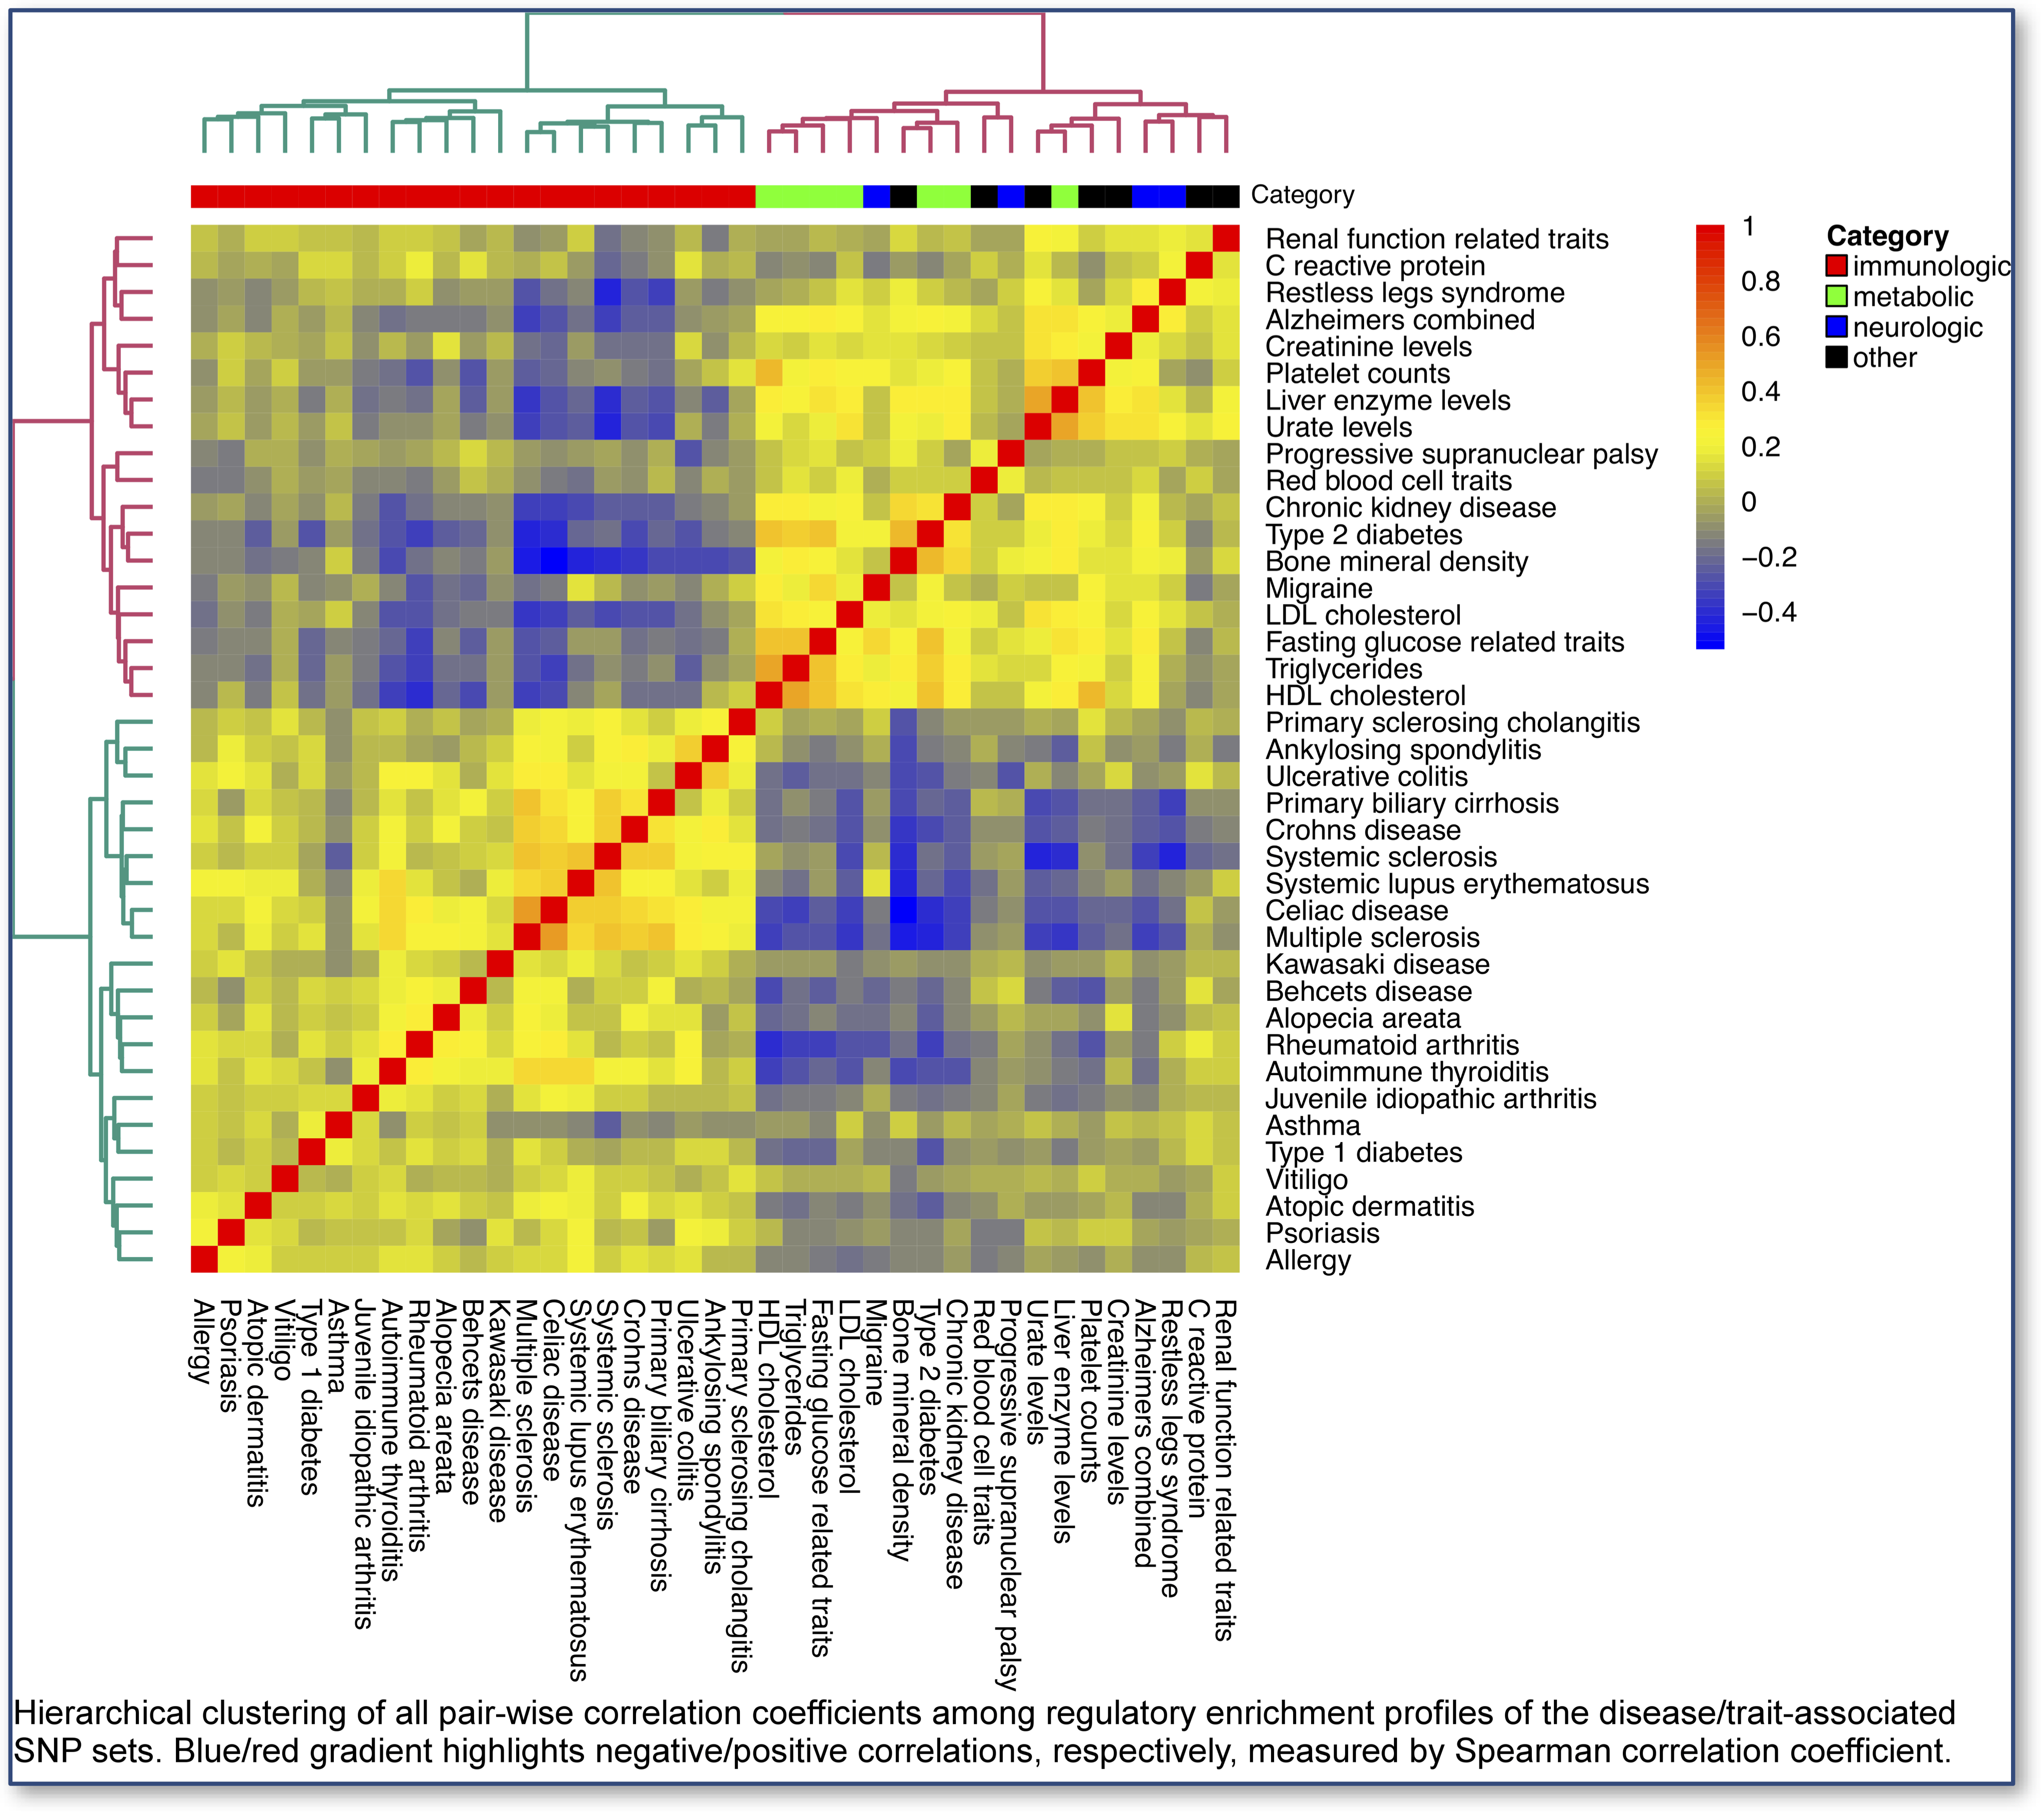 Category
Renal function related traits
C reactive protein
Restless legs syndrome
Alzheimers combined
Creatinine levels
Platelet counts
Liver enzyme levels
Urate levels
Progressive supranuclear palsy
Red blood cell traits
Chronic kidney disease
Type 2 diabetes
Bone mineral density
Migraine
LDL cholesterol
Fasting glucose related traits
Triglycerides
HDL cholesterol
Primary sclerosing cholangitis
Ankylosing spondylitis
Ulcerative colitis
Primary biliary cirrhosis
Crohns disease
Systemic sclerosis
Systemic lupus erythematosus
Celiac disease
Multiple sclerosis
Kawasaki disease
Behcets disease
Alopecia areata
Rheumatoid arthritis
Autoimmune thyroiditis
Juvenile idiopathic arthritis
Asthma
Type 1 diabetes
Vitiligo
Atopic dermatitis
Psoriasis
Allergy
1
0.8
0.6
0.4
0.2
0
−0.2
−0.4
Category
immunologic
metabolic
neurologic
other
Allergy
Psoriasis
Atopic dermatitis
Vitiligo
Type 1 diabetes
Asthma
Juvenile idiopathic arthritis
Autoimmune thyroiditis
Rheumatoid arthritis
Alopecia areata
Behcets disease
Kawasaki disease
Multiple sclerosis
Celiac disease
Systemic lupus erythematosus
Systemic sclerosis
Crohns disease
Primary biliary cirrhosis
Ulcerative colitis
Ankylosing spondylitis
Primary sclerosing cholangitis
HDL cholesterol
Triglycerides
Fasting glucose related traits
LDL cholesterol
Migraine
Bone mineral density
Type 2 diabetes
Chronic kidney disease
Red blood cell traits
Progressive supranuclear palsy
Urate levels
Liver enzyme levels
Platelet counts
Creatinine levels
Alzheimers combined
Restless legs syndrome
C reactive protein
Renal function related traits
Hierarchical clustering of all pair-wise correlation coefficients among regulatory enrichment profiles of the disease/trait-associated
SNP sets. Blue/red gradient highlights negative/positive correlations, respectively, measured by Spearman correlation coefficient.